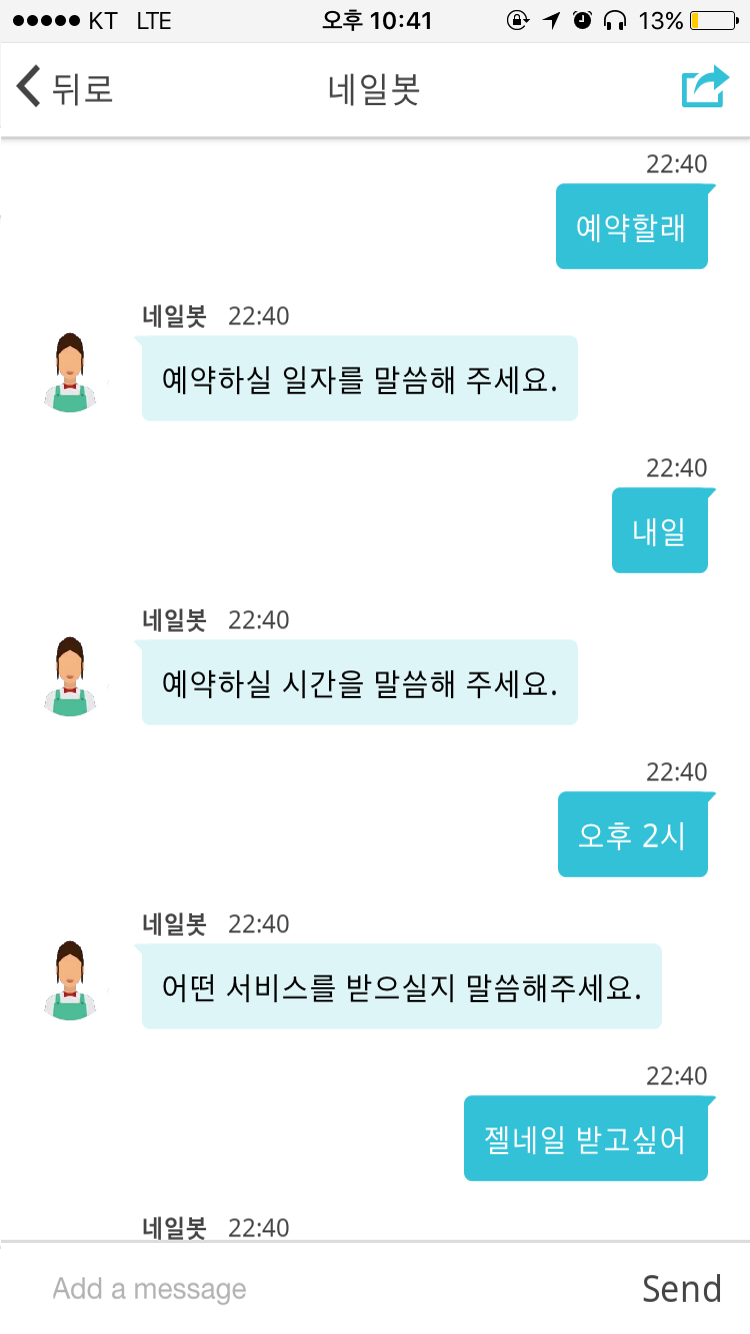 KT LTE 오후 10:41 13%
뒤로 네일봇
22:40
예약할래
네일봇 22:40
예약하실 일자를 말씀해 주세요.
22:40
내일
네일봇 22:40
예약하실 시간을 말씀해 주세요.
22:40
오후 2시
네일봇 22:40
어떤 서비스를 받으실지 말씀해주세요.
22:40
젤네일 받고싶어
네일봇 22:40
Add a message Send